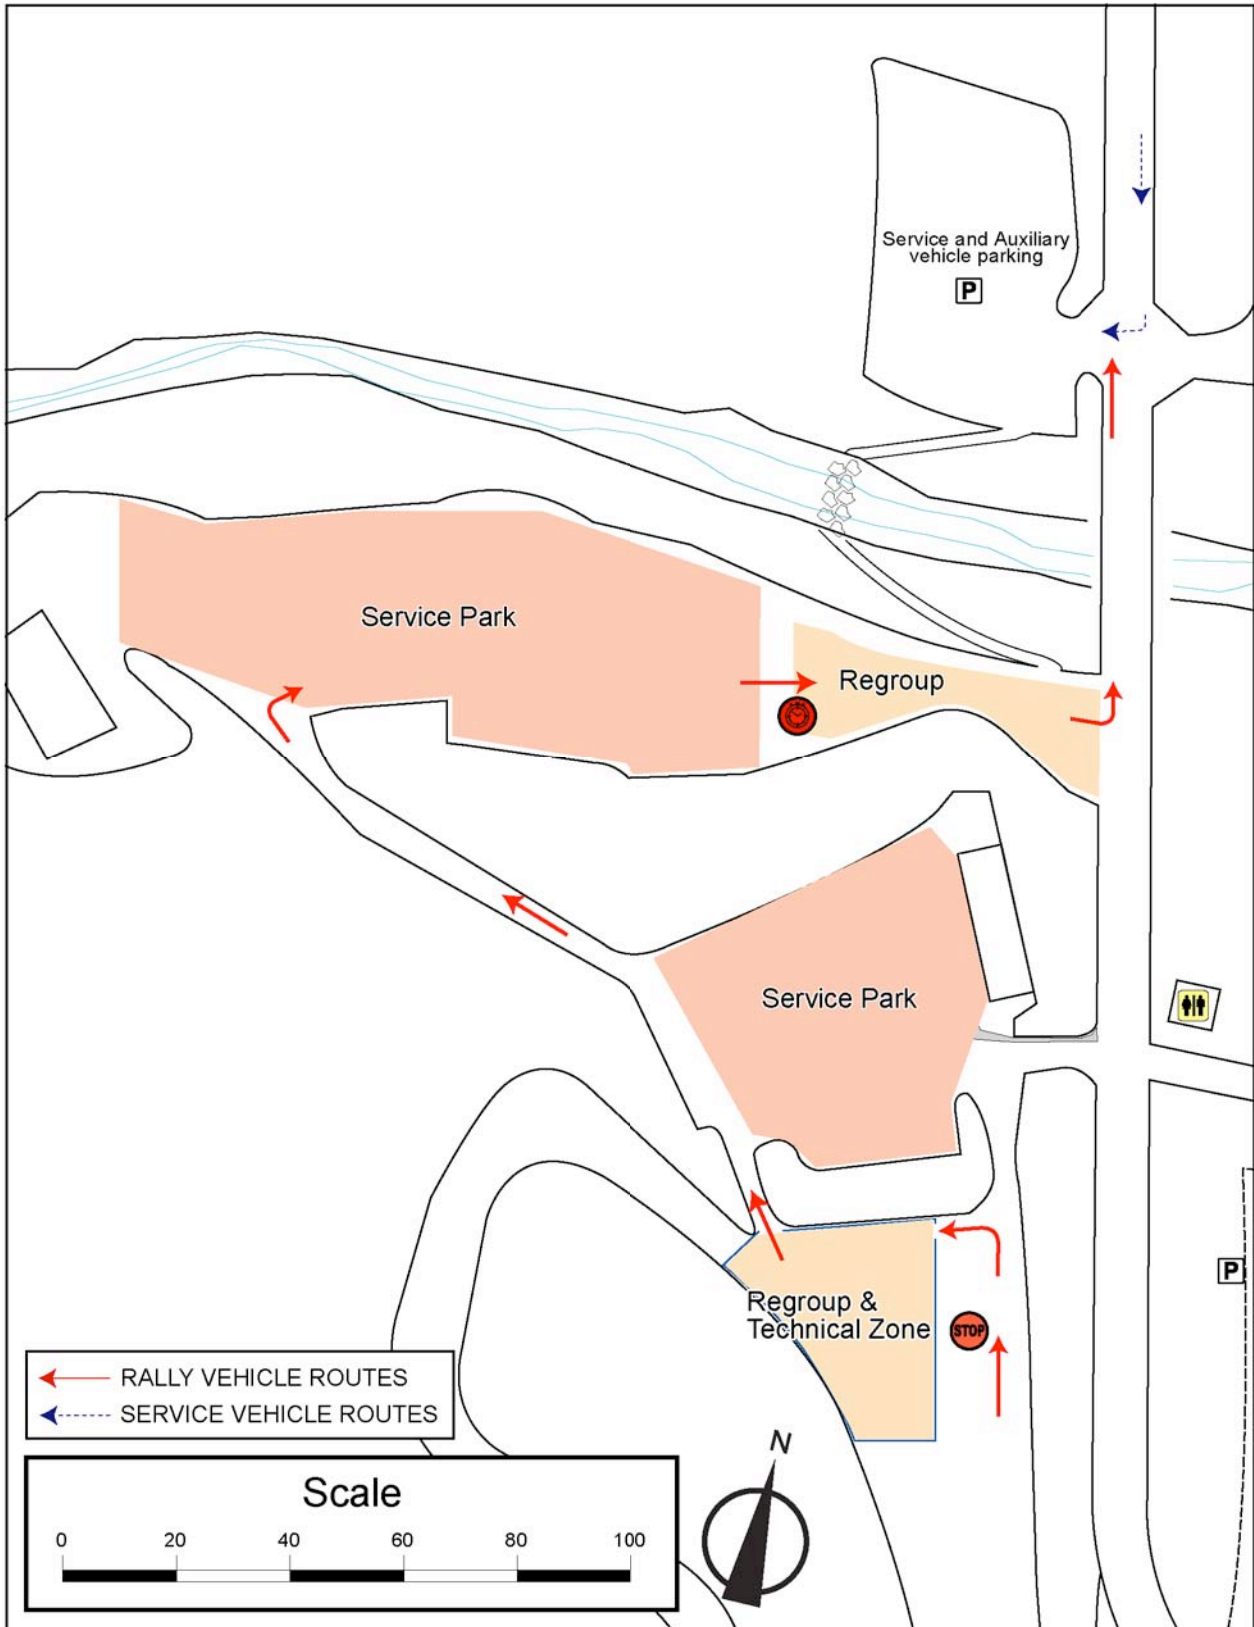 Service and Auxiliary
vehicle parking
P
Service Park
Regroup
Service Park
P
Regroup &
Technical Zone
STOP
RALLY VEHICLE ROUTES
SERVICE VEHICLE ROUTES
N
Scale
0 20 40 60 80 100